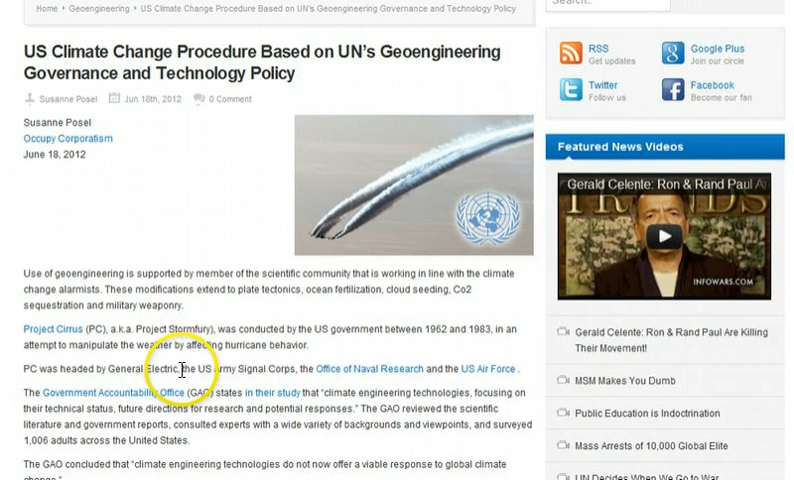 Home
Geoengineering
US Climate Change Procedure Based on UN's Geoengineering Governance and Technology Policy
Search..
US Climate Change Procedure Based on UN's Geoengineering
Governance and Technology Policy
Susanne Posel
Jun 18th, 2012
0 Comment
Susanne Posel
Occupy Corporatism
June 18, 2012
Use of geoengineering is supported by member of the scientific community that is working in line with the climate
change alarmists. These modifications extend to plate tectonics, ocean fertilization, cloud seeding, Co2
sequestration and military weaponry.
Project Cirrus (PC), a.k.a. Project Stormfury), was conducted by the US government between 1962 and 1983, in an
attempt to manipulate the weather by affecting hurricane behavior.
PC was headed by General Electric, the US Army Signal Corps, the Office of Naval Research and the US Air Force .
The Government Accountability Office (GAO) states in their study that “climate engineering technologies, focusing on
their technical status, future directions for research and potential responses.” The GAO reviewed the scientific
literature and government reports, consulted experts with a wide variety of backgrounds and viewpoints, and surveyed
1,006 adults across the United States.
The GAO concluded that “climate engineering technologies do not now offer a viable response to global climate
change.”
RSS
Get updates
Google Plus
Join our circle
Twitter
Follow us
Facebook
Become our fan
Featured News Videos
Gerald Celente: Ron & Rand Paul A
TRENDS
INFOWARS.COM
Gerald Celente: Ron & Rand Paul Are Killing
Their Movement!
MSM Makes You Dumb
Public Education is Indoctrination
Mass Arrests of 10,000 Global Elite
UN Decides When We Go to War